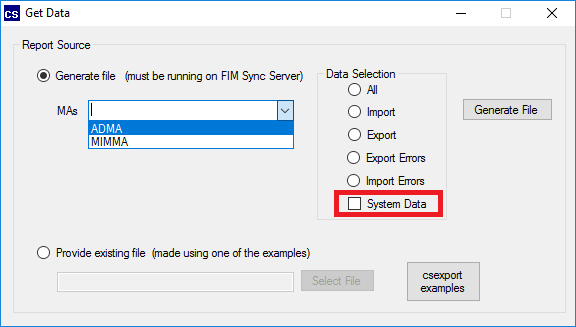 cs Get Data
Report Source
Generate file (must be running on FIM Sync Server)
MAs
ADMA
MIMMA
Data Selection
All
Import
Export
Export Errors
Import Errors
System Data
Generate File
Provide existing file (made using one of the examples)
Select File
csexport
examples